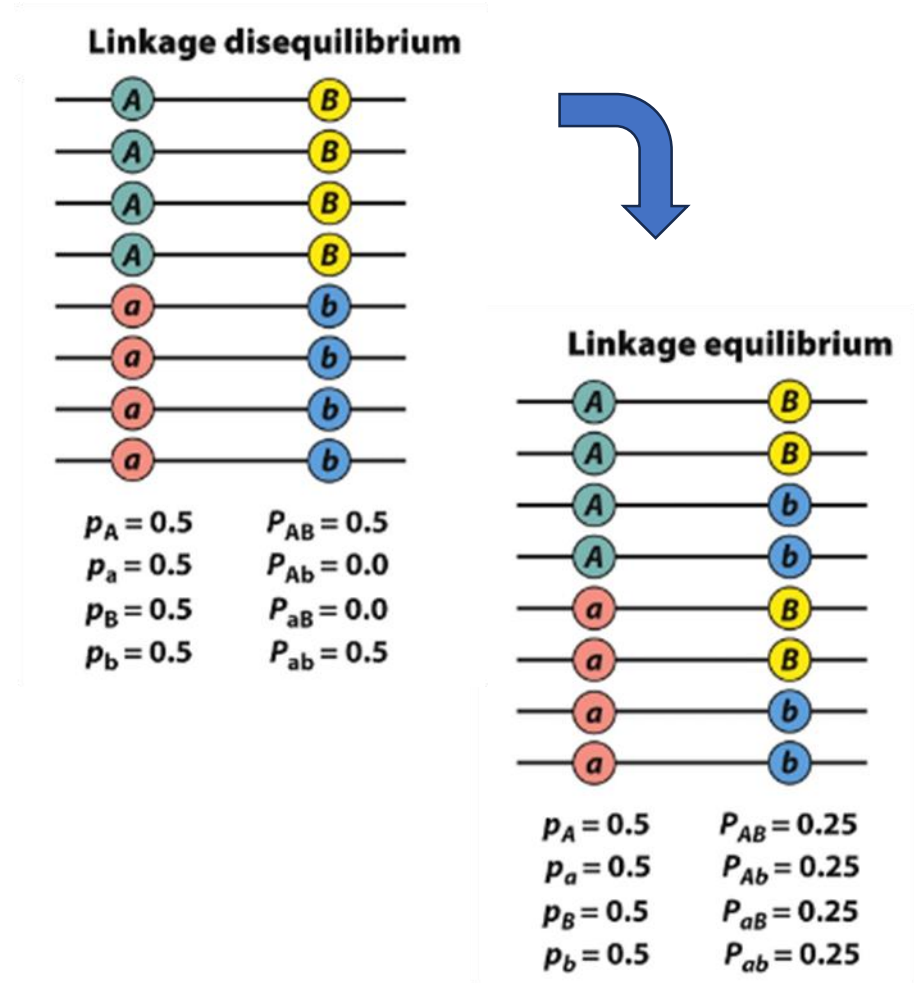 Linkage disequilibrium
A B
A B
A B
A B
a b
a b
a b
a b
pA = 0.5 PAB = 0.5
pa = 0.5 PAb = 0.0
pB = 0.5 PaB = 0.0
pb = 0.5 Pab = 0.5
Linkage equilibrium
A B
A B
A b
A b
a B
a B
a b
a b
pA = 0.5 PAB = 0.25
pa = 0.5 PAb = 0.25
pB = 0.5 PaB = 0.25
pb = 0.5 Pab = 0.25